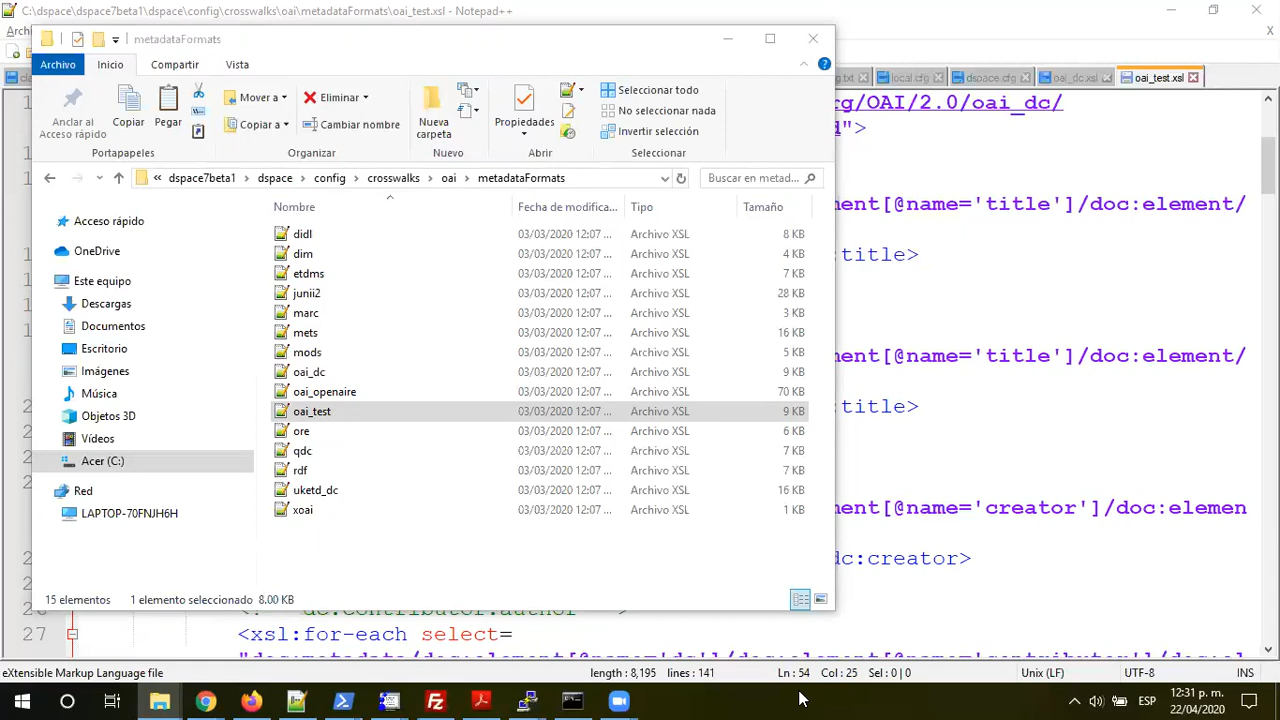 C:\dspace\dspace7beta1\dspace\config\crosswalks\oai\metadataFormats\oai_test.xsl - Notepad++
metadataFormats
Archivo Inicio Compartir Vista
.txt local.cfg dspace.cfg oai_dc.xsl oai_test.xsl
Anclar al
Acceso rápido
Copiar
Pegar
Mover a
Copiar a
Eliminar
Cambiar nombre
Nueva
carpeta
Propiedades
Seleccionar todo
No seleccionar nada
Invertir selección
Portapapeles Organizar Nuevo Abrir Seleccionar
« dspace7beta1 dspace config crosswalks oai metadataFormats
Buscar en metad...
Nombre Fecha de modifica... Tipo Tamaño
didl 03/03/2020 12:07 ... Archivo XSL 8 KB
dim 03/03/2020 12:07 ... Archivo XSL 4 KB
etdms 03/03/2020 12:07 ... Archivo XSL 7 KB
junii2 03/03/2020 12:07 ... Archivo XSL 28 KB
marc 03/03/2020 12:07 ... Archivo XSL 3 KB
mets 03/03/2020 12:07 ... Archivo XSL 16 KB
mods 03/03/2020 12:07 ... Archivo XSL 5 KB
oai_dc 03/03/2020 12:07 ... Archivo XSL 9 KB
oai_openaire 03/03/2020 12:07 ... Archivo XSL 70 KB
oai_test 03/03/2020 12:07 ... Archivo XSL 9 KB
ore 03/03/2020 12:07 ... Archivo XSL 6 KB
qdc 03/03/2020 12:07 ... Archivo XSL 7 KB
rdf 03/03/2020 12:07 ... Archivo XSL 7 KB
uketd_dc 03/03/2020 12:07 ... Archivo XSL 16 KB
xoai 03/03/2020 12:07 ... Archivo XSL 1 KB
Acceso rápido
OneDrive
Este equipo
Descargas
Documentos
Escritorio
Imágenes
Música
Objetos 3D
Vídeos
Acer (C:)
Red
LAPTOP-70FNJH6H
15 elementos 1 elemento seleccionado 8.00 KB
rg/OAI/2.0/oai_dc/
">
ment[@name='title']/doc:element/
:title>
ment[@name='title']/doc:element/
:title>
ment[@name='creator']/doc:elemen
dc:creator>
27 <xsl:for-each select=
eXtensible Markup Language file length : 8,195 lines : 141 Ln : 54 Col : 25 Sel : 0 | 0 Unix (LF) UTF-8 INS
ESP
12:31 p. m.
22/04/2020